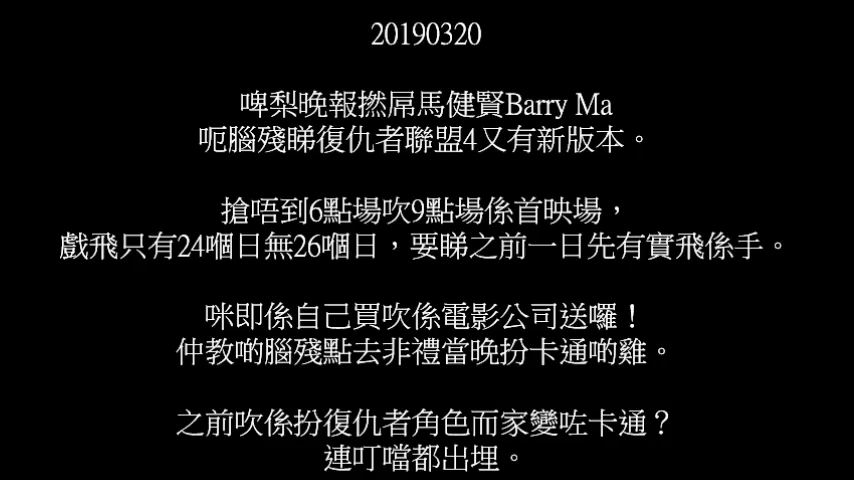 20190320
啤梨晚報撚屌馬健賢Barry Ma
呃腦殘睇復仇者聯盟4又有新版本。
搶唔到6點場吹9點場係首映場，
戲飛只有24嗰日無26嗰日，要睇之前一日先有實飛係手。
咪即係自己買吹係電影公司送囉！
仲教啲腦殘點去非禮當晚扮卡通啲雞。
之前吹係扮復仇者角色而家變咗卡通？
連叮噹都出埋。